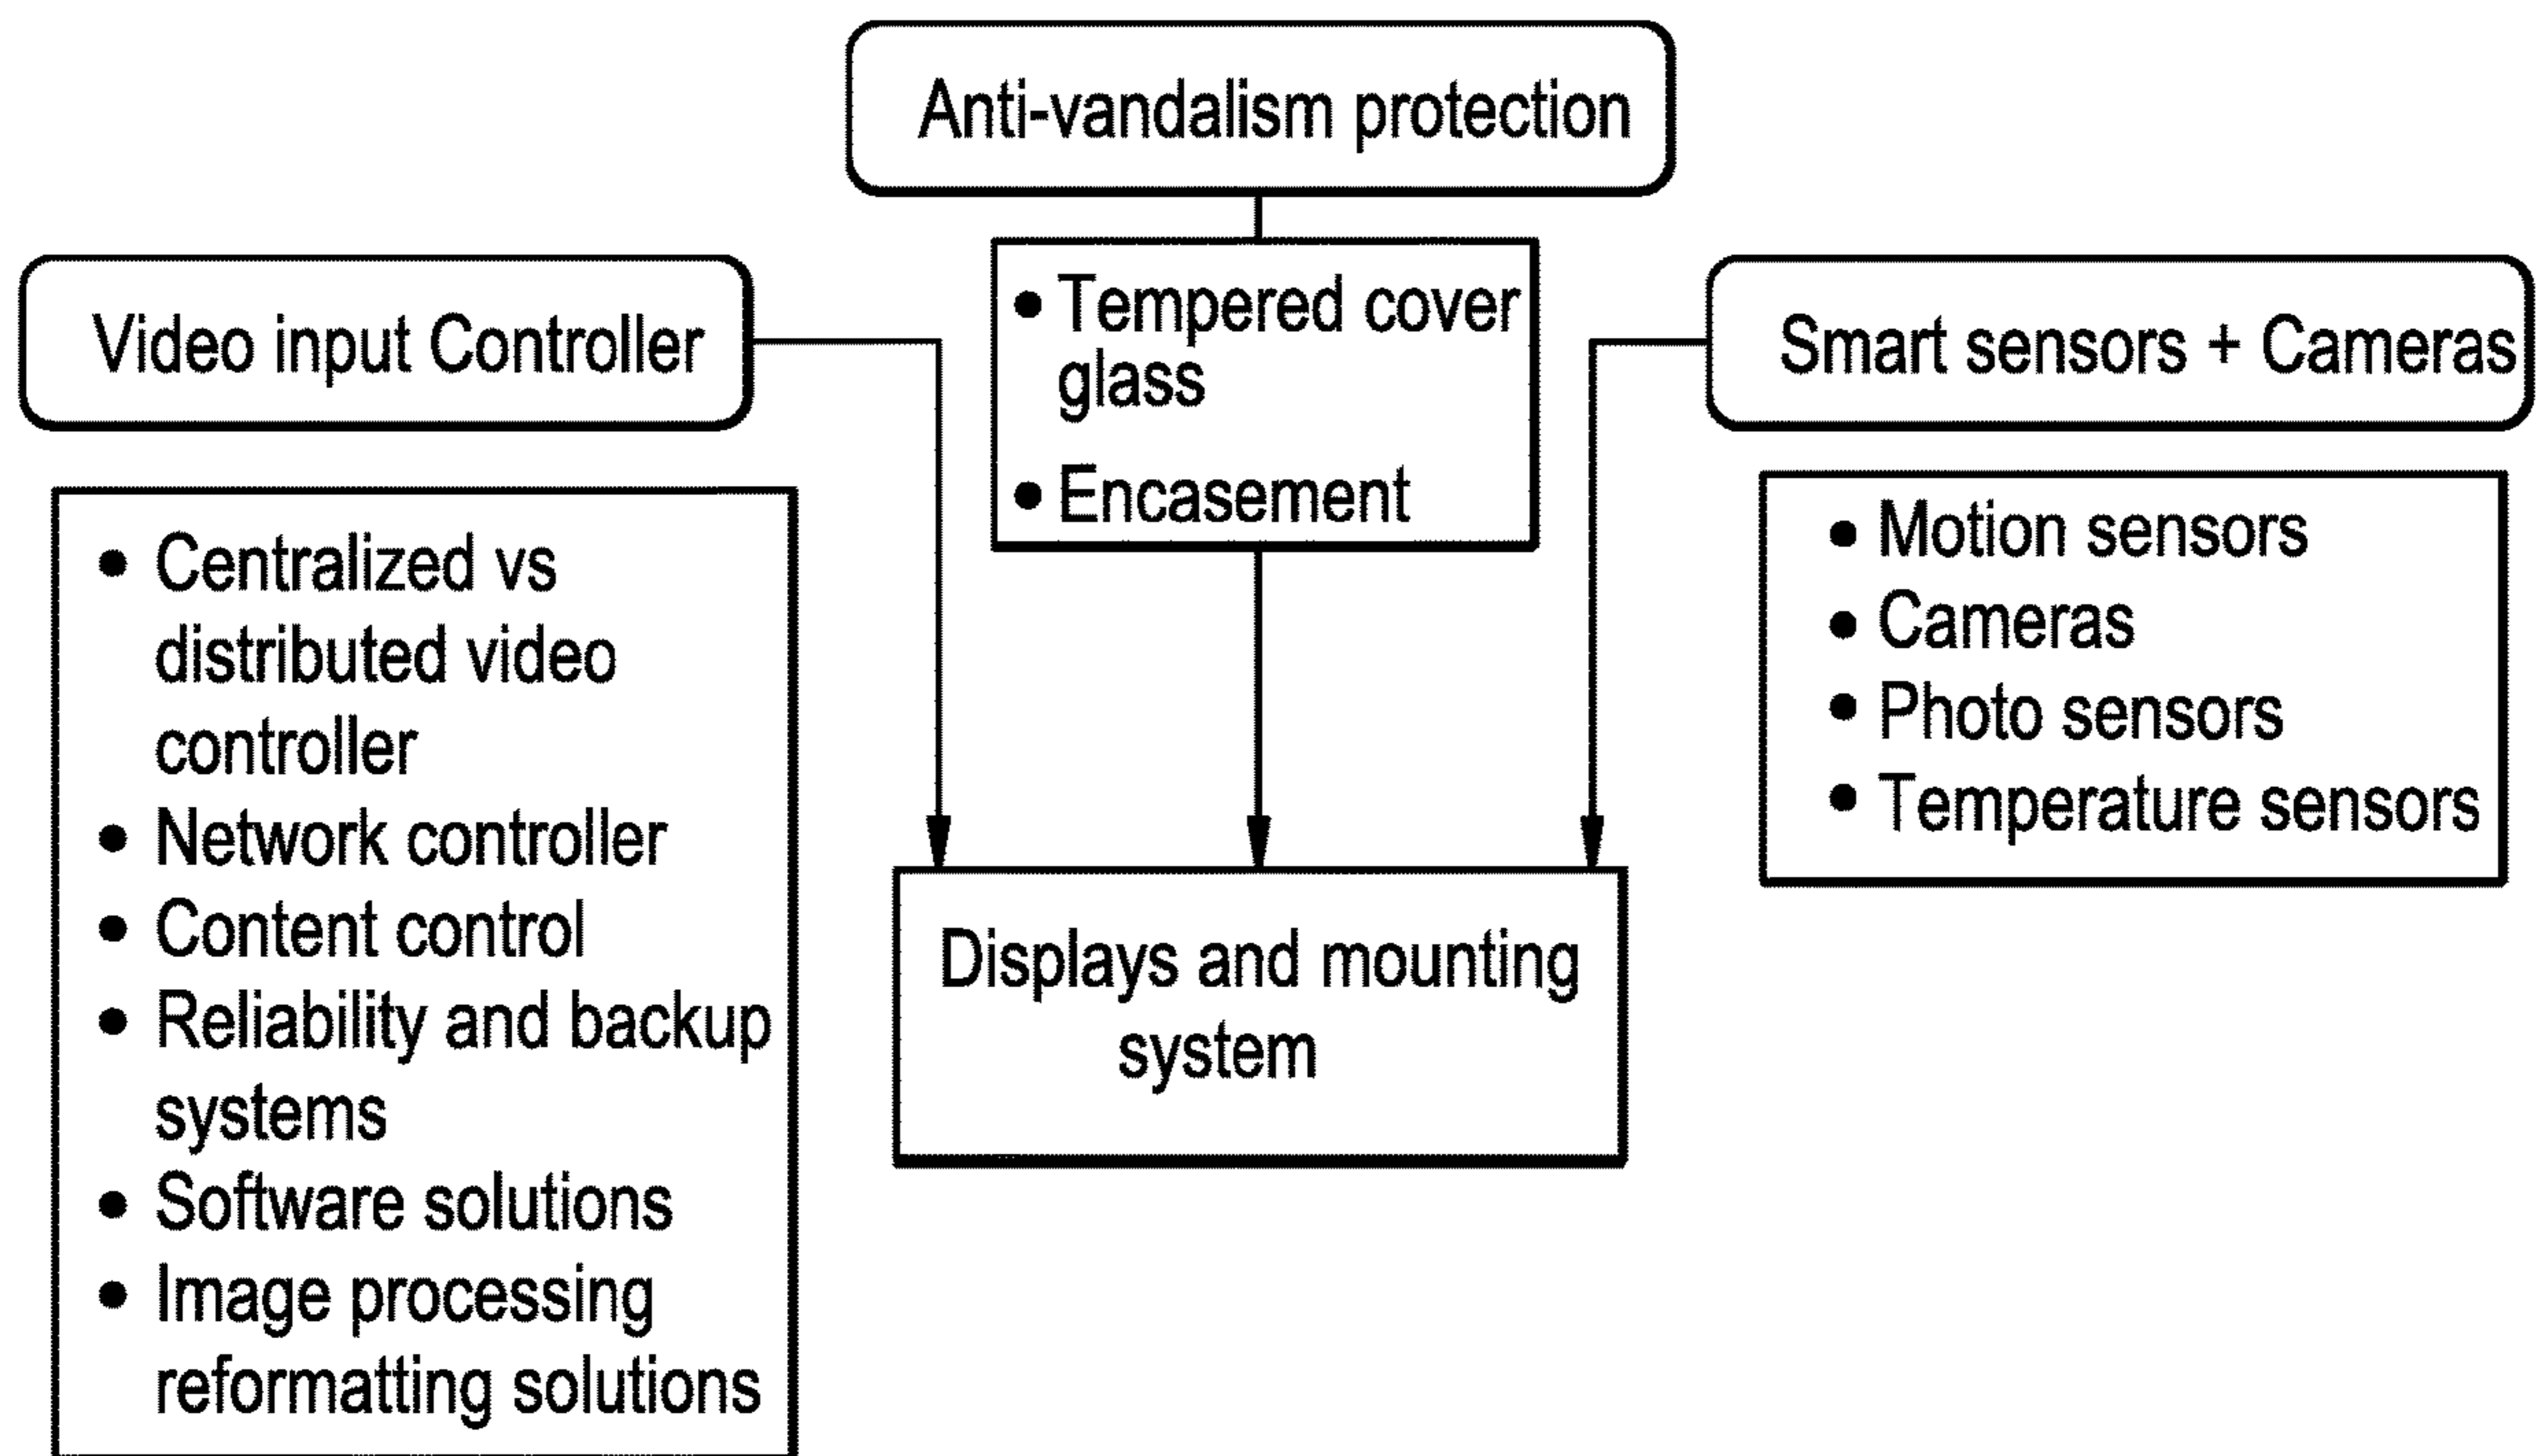 Anti-vandalism protection
Video input Controller
• Tempered cover
glass
• Encasement
Smart sensors + Cameras
• Centralized vs
distributed video
controller
• Network controller
• Content control
• Reliability and backup
systems
• Software solutions
• Image processing
reformatting solutions
• Motion sensors
• Cameras
• Photo sensors
• Temperature sensors
Displays and mounting
system